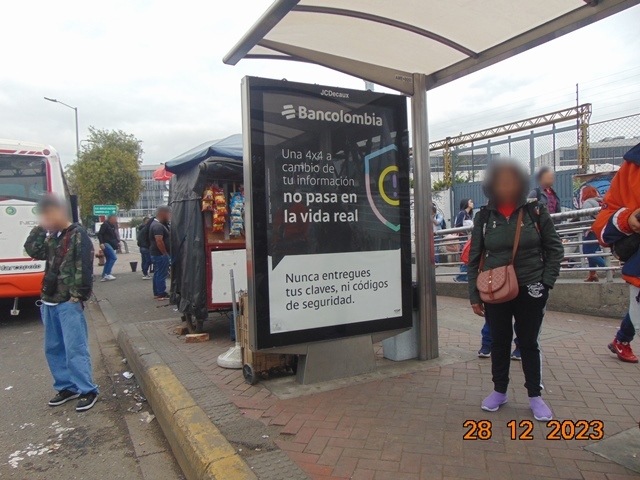 JCDecaux
Bancolombia
Una 4x4 a
cambio de
tu información
no pasa en
la vida real
Nunca entregues
tus claves, ni códigos
de seguridad.
28 12 2023